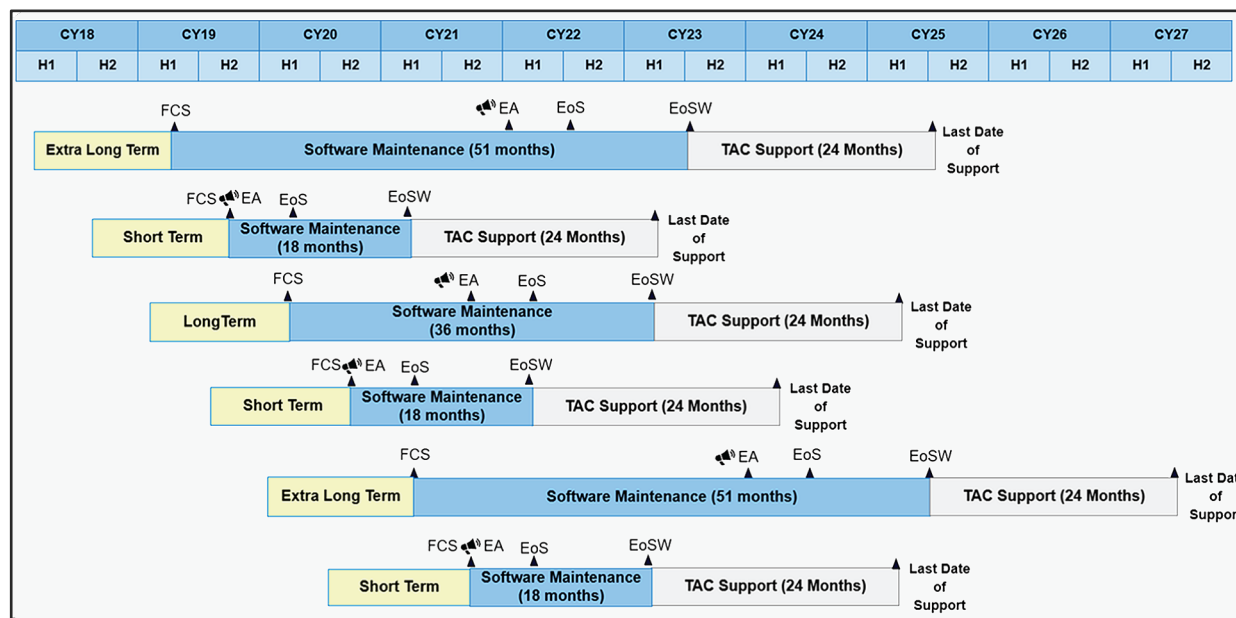 CY18 CY19 CY20 CY21 CY22 CY23 CY24 CY25 CY26 CY27
H1 H2 H1 H2 H1 H2 H1 H2 H1 H2 H1 H2 H1 H2 H1 H2 H1 H2 H1 H2
FCS EA EoS EoSW
Extra Long Term Software Maintenance (51 months) TAC Support (24 Months)
Last Date
of
Support
FCS EA EoS EoSW
Short Term
Software Maintenance
(18 months)
TAC Support (24 Months)
Last Date
of
Support
FCS EA EoS EoSW
LongTerm
Software Maintenance
(36 months)
TAC Support (24 Months)
Last Date
of
Support
FCS EA EoS EoSW
Short Term
Software Maintenance
(18 months)
TAC Support (24 Months)
Last Date
of
Support
FCS EA EoS EoSW
Extra Long Term Software Maintenance (51 months) TAC Support (24 Months)
Last Date
of
Support
FCS EA EoS EoSW
Short Term
Software Maintenance
(18 months)
TAC Support (24 Months)
Last Date
of
Support